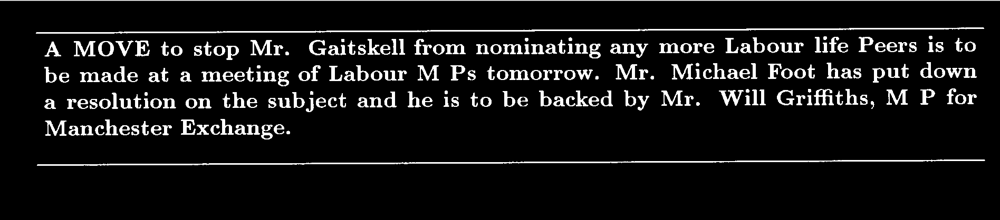 A MOVE to stop Mr. Gaitskell from nominating any more Labour life Peers is to
be made at a meeting of Labour M Ps tomorrow. Mr. Michael Foot has put down
a resolution on the subject and he is to be backed by Mr. Will Griffiths, M P for
Manchester Exchange.